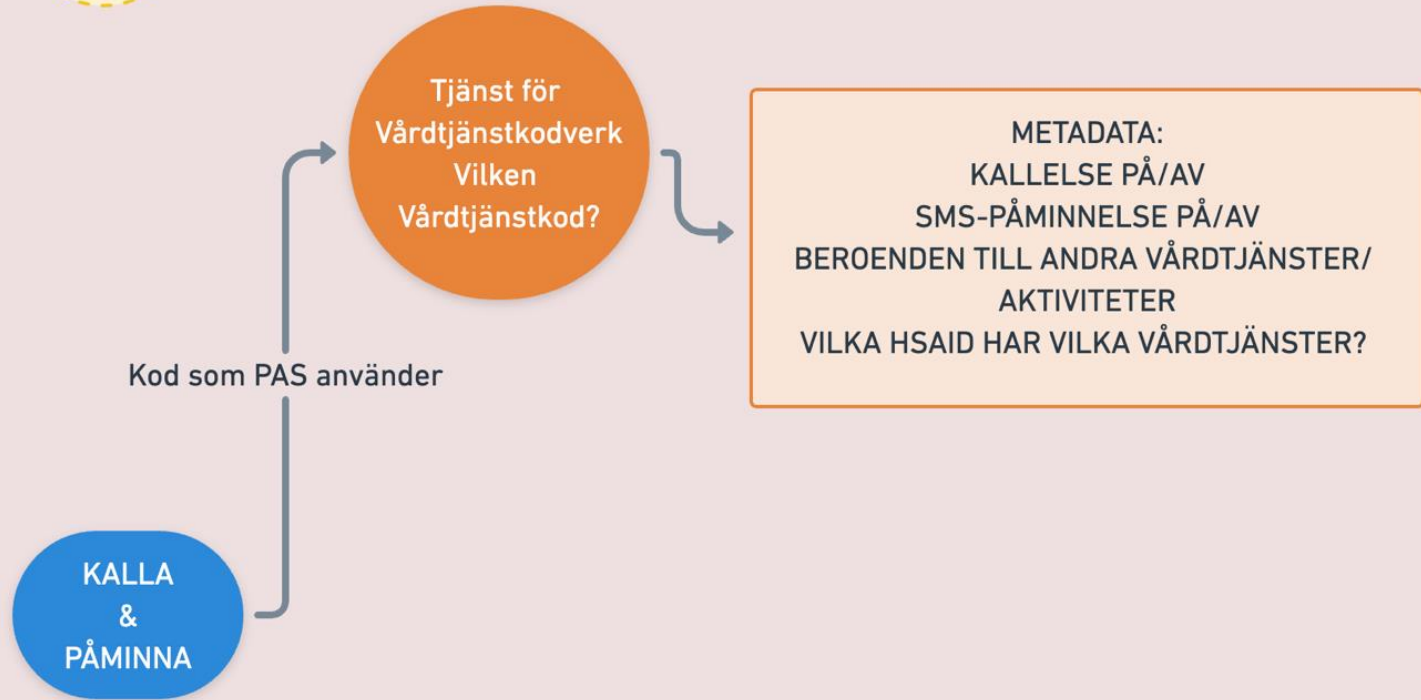 Tjänst för
Vårdtjänstkodverk
Vilken
Vårdtjänstkod?
METADATA:
KALLELSE PÅ/AV
SMS-PÅMINNELSE PÅ/AV
BEROENDEN TILL ANDRA VÅRDTJÄNSTER/
AKTIVITETER
VILKA HSAID HAR VILKA VÅRDTJÄNSTER?
Kod som PAS använder
KALLA
&
PÅMINNA